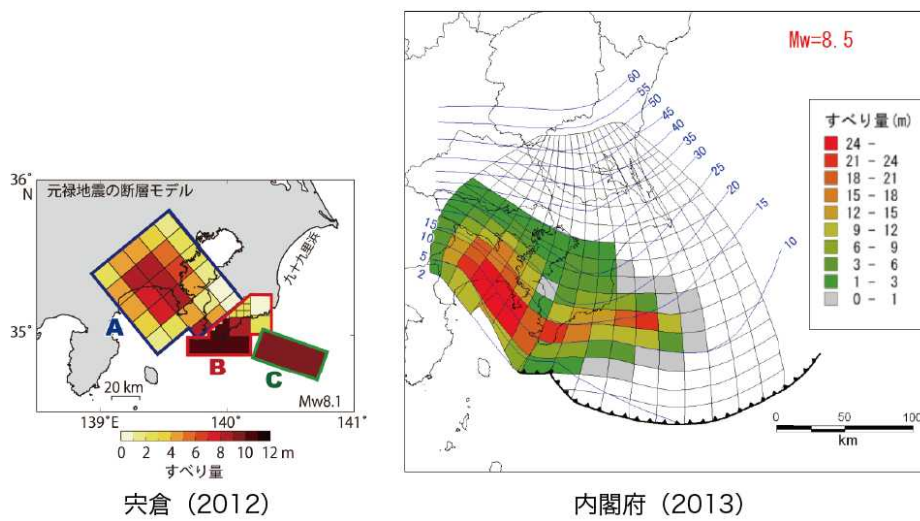 36°
N
元禄地震の断層モデル
九十九里浜
35°
A
B
C
20 km
Mw8.1
139°E
140°
141°
0 2 4 6 8 10 12 m
すべり量
宍倉（2012）
Mw=8.5
60
55
50
45
40
35
30
25
20
15
10
15
10
5
2
すべり量(m)
24 -
21 - 24
18 - 21
15 - 18
12 - 15
9 - 12
6 - 9
3 - 6
1 - 3
0 - 1
0 50 100
km
内閣府（2013）